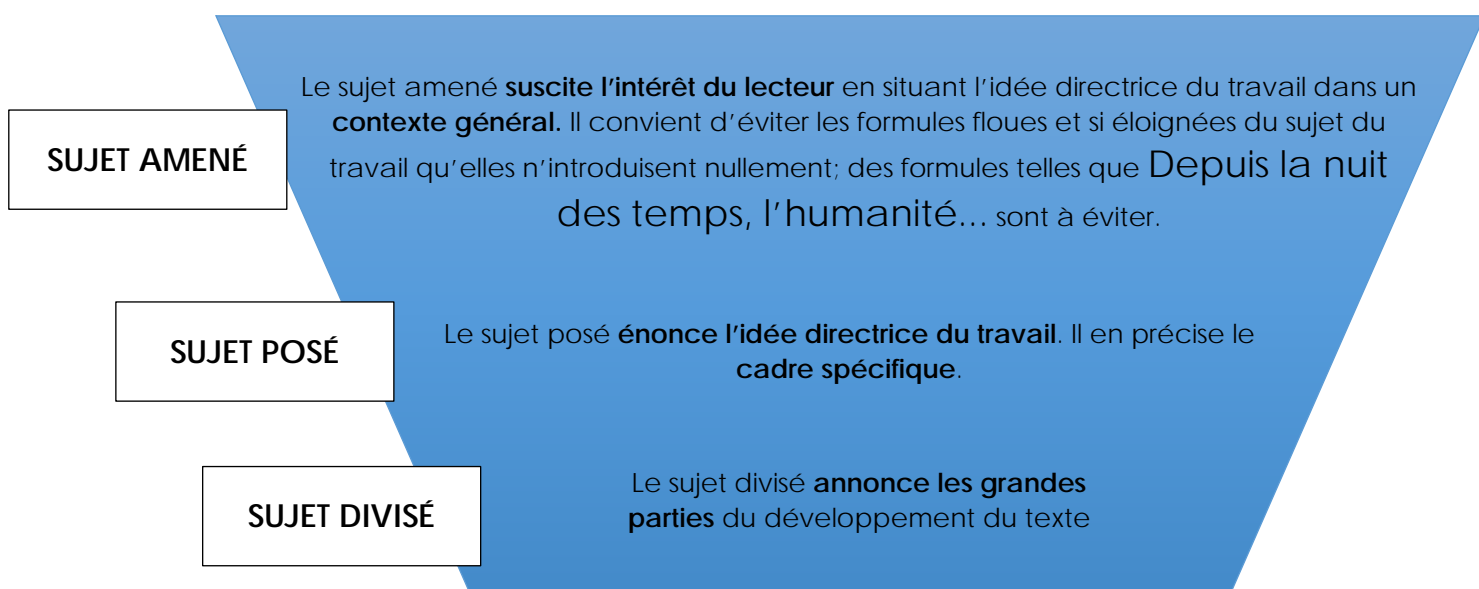 SUJET AMENÉ
Le sujet amené suscite l’intérêt du lecteur en situant l’idée directrice du travail dans un
contexte général. Il convient d’éviter les formules floues et si éloignées du sujet du
travail qu’elles n’introduisent nullement; des formules telles que Depuis la nuit
des temps, l’humanité... sont à éviter.
SUJET POSÉ
Le sujet posé énonce l’idée directrice du travail. Il en précise le
cadre spécifique.
SUJET DIVISÉ
Le sujet divisé annonce les grandes
parties du développement du texte